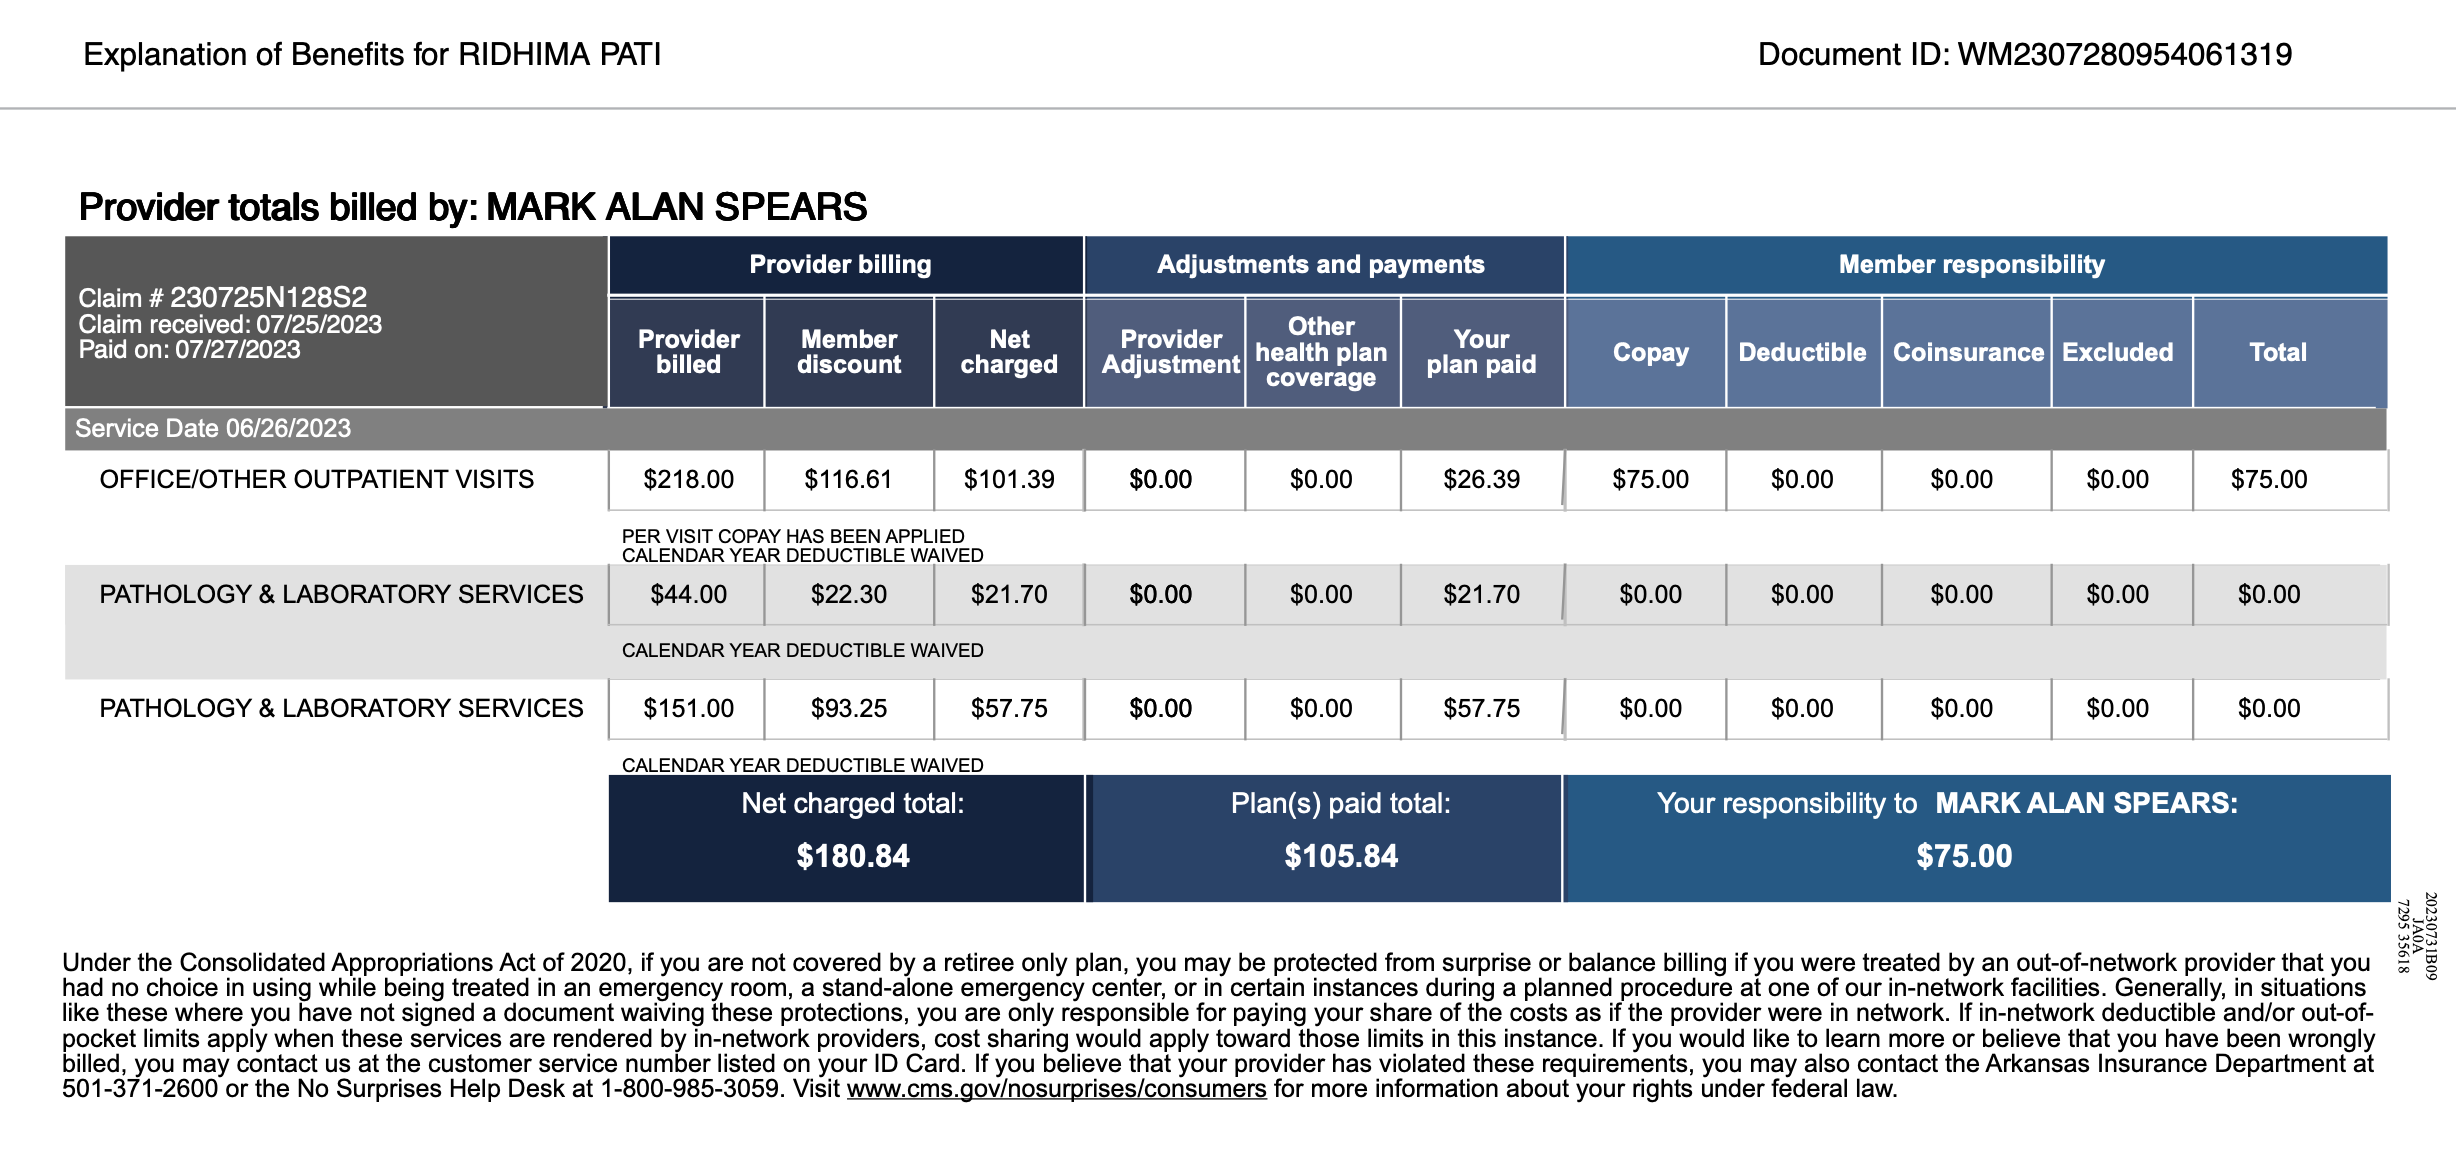 Explanation of Benefits for RIDHIMA PATI
Document ID: WM2307280954061319
Provider totals billed by: MARK ALAN SPEARS
Claim # 230725N128S2
Claim received: 07/25/2023
Paid on: 07/27/2023
Provider billing
Adjustments and payments
Member responsibility
Provider billed
Member discount
Net charged
Provider Adjustment
Other health plan coverage
Your plan paid
Copay
Deductible
Coinsurance
Excluded
Total
Service Date 06/26/2023
OFFICE/OTHER OUTPATIENT VISITS $218.00 $116.61 $101.39 $0.00 $0.00 $26.39 $75.00 $0.00 $0.00 $0.00 $75.00
PER VISIT COPAY HAS BEEN APPLIED
CALENDAR YEAR DEDUCTIBLE WAIVED
PATHOLOGY & LABORATORY SERVICES $44.00 $22.30 $21.70 $0.00 $0.00 $21.70 $0.00 $0.00 $0.00 $0.00 $0.00
CALENDAR YEAR DEDUCTIBLE WAIVED
PATHOLOGY & LABORATORY SERVICES $151.00 $93.25 $57.75 $0.00 $0.00 $57.75 $0.00 $0.00 $0.00 $0.00 $0.00
CALENDAR YEAR DEDUCTIBLE WAIVED
Net charged total:
$180.84
Plan(s) paid total:
$105.84
Your responsibility to MARK ALAN SPEARS:
$75.00
20230731B09
JA0A
7295 35618
Under the Consolidated Appropriations Act of 2020, if you are not covered by a retiree only plan, you may be protected from surprise or balance billing if you were treated by an out-of-network provider that you
had no choice in using while being treated in an emergency room, a stand-alone emergency center, or in certain instances during a planned procedure at one of our in-network facilities. Generally, in situations
like these where you have not signed a document waiving these protections, you are only responsible for paying your share of the costs as if the provider were in network. If in-network deductible and/or out-of-
pocket limits apply when these services are rendered by in-network providers, cost sharing would apply toward those limits in this instance. If you would like to learn more or believe that you have been wrongly
billed, you may contact us at the customer service number listed on your ID Card. If you believe that your provider has violated these requirements, you may also contact the Arkansas Insurance Department at
501-371-2600 or the No Surprises Help Desk at 1-800-985-3059. Visit www.cms.gov/nosurprises/consumers for more information about your rights under federal law.